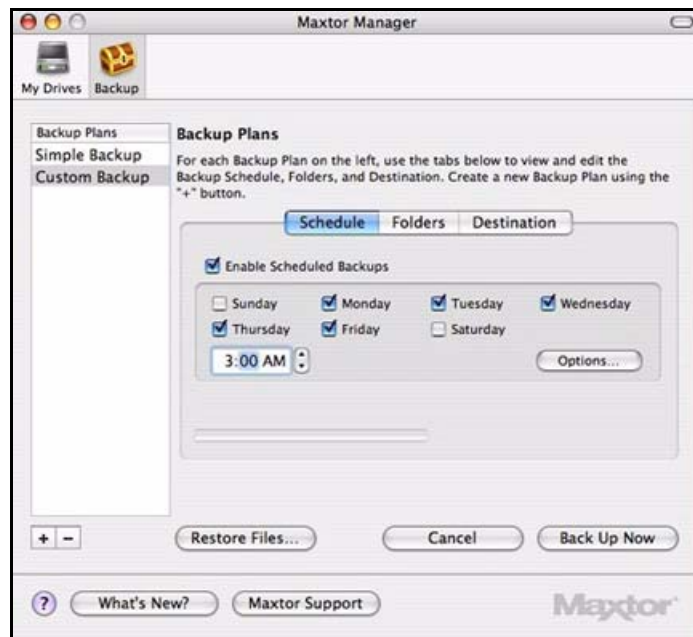 Maxtor Manager
My Drives Backup
Backup Plans
Simple Backup
Custom Backup
Backup Plans
For each Backup Plan on the left, use the tabs below to view and edit the
Backup Schedule, Folders, and Destination. Create a new Backup Plan using the
"+" button.
Schedule Folders Destination
Enable Scheduled Backups
Sunday Monday Tuesday Wednesday
Thursday Friday Saturday
3:00 AM
Options...
+ −
Restore Files... Cancel Back Up Now
? What's New? Maxtor Support Maxtor